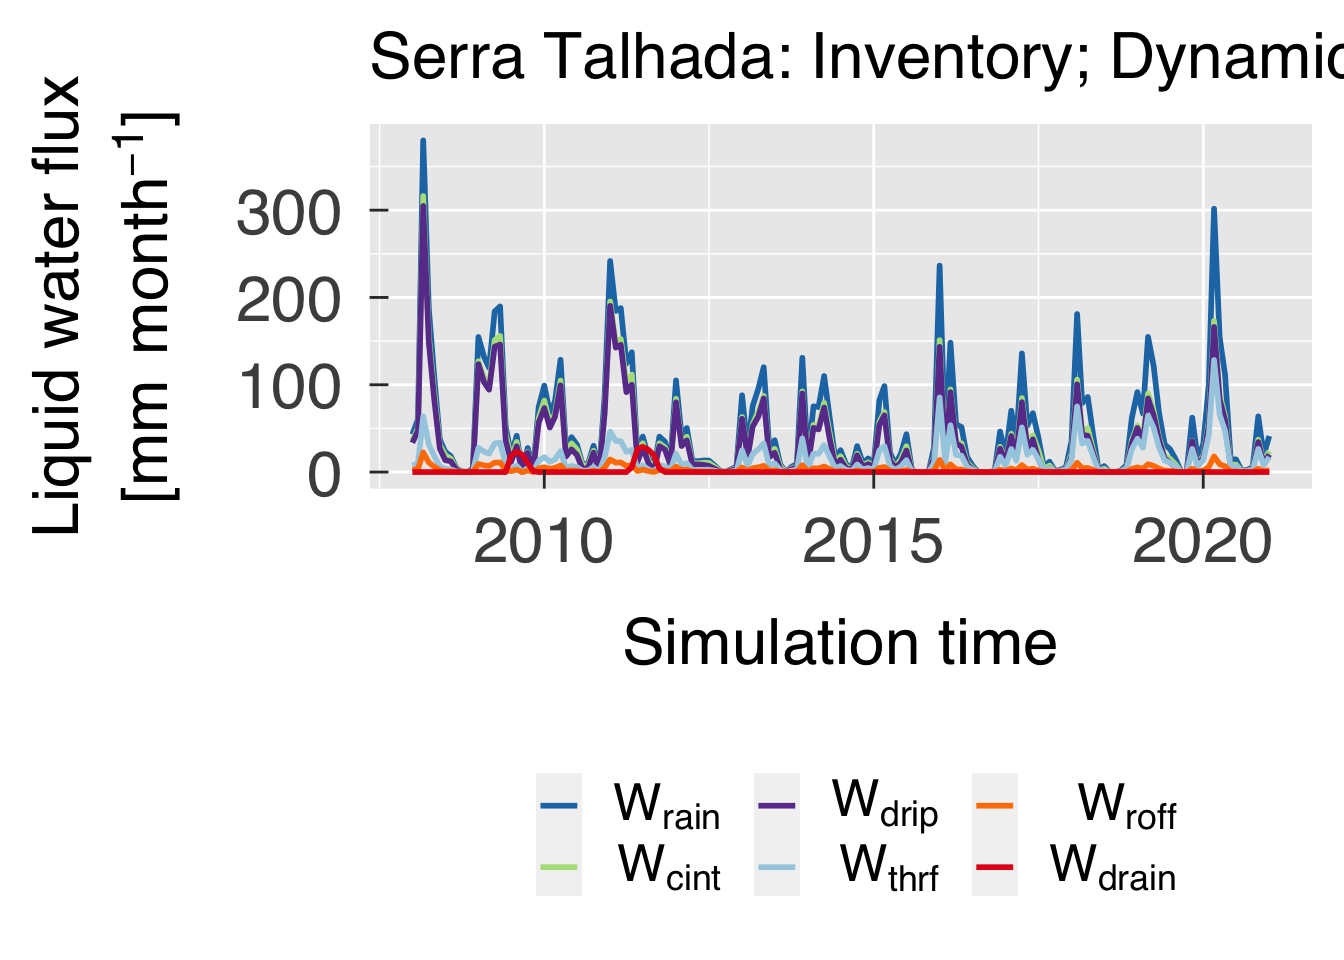 Serra Talhada: Inventory; Dynamic
Liquid water flux
[mm month⁻¹]
300
200
100
0
2010 2015 2020
Simulation time
W_rain W_drip W_roff
W_cint W_thrf W_drain